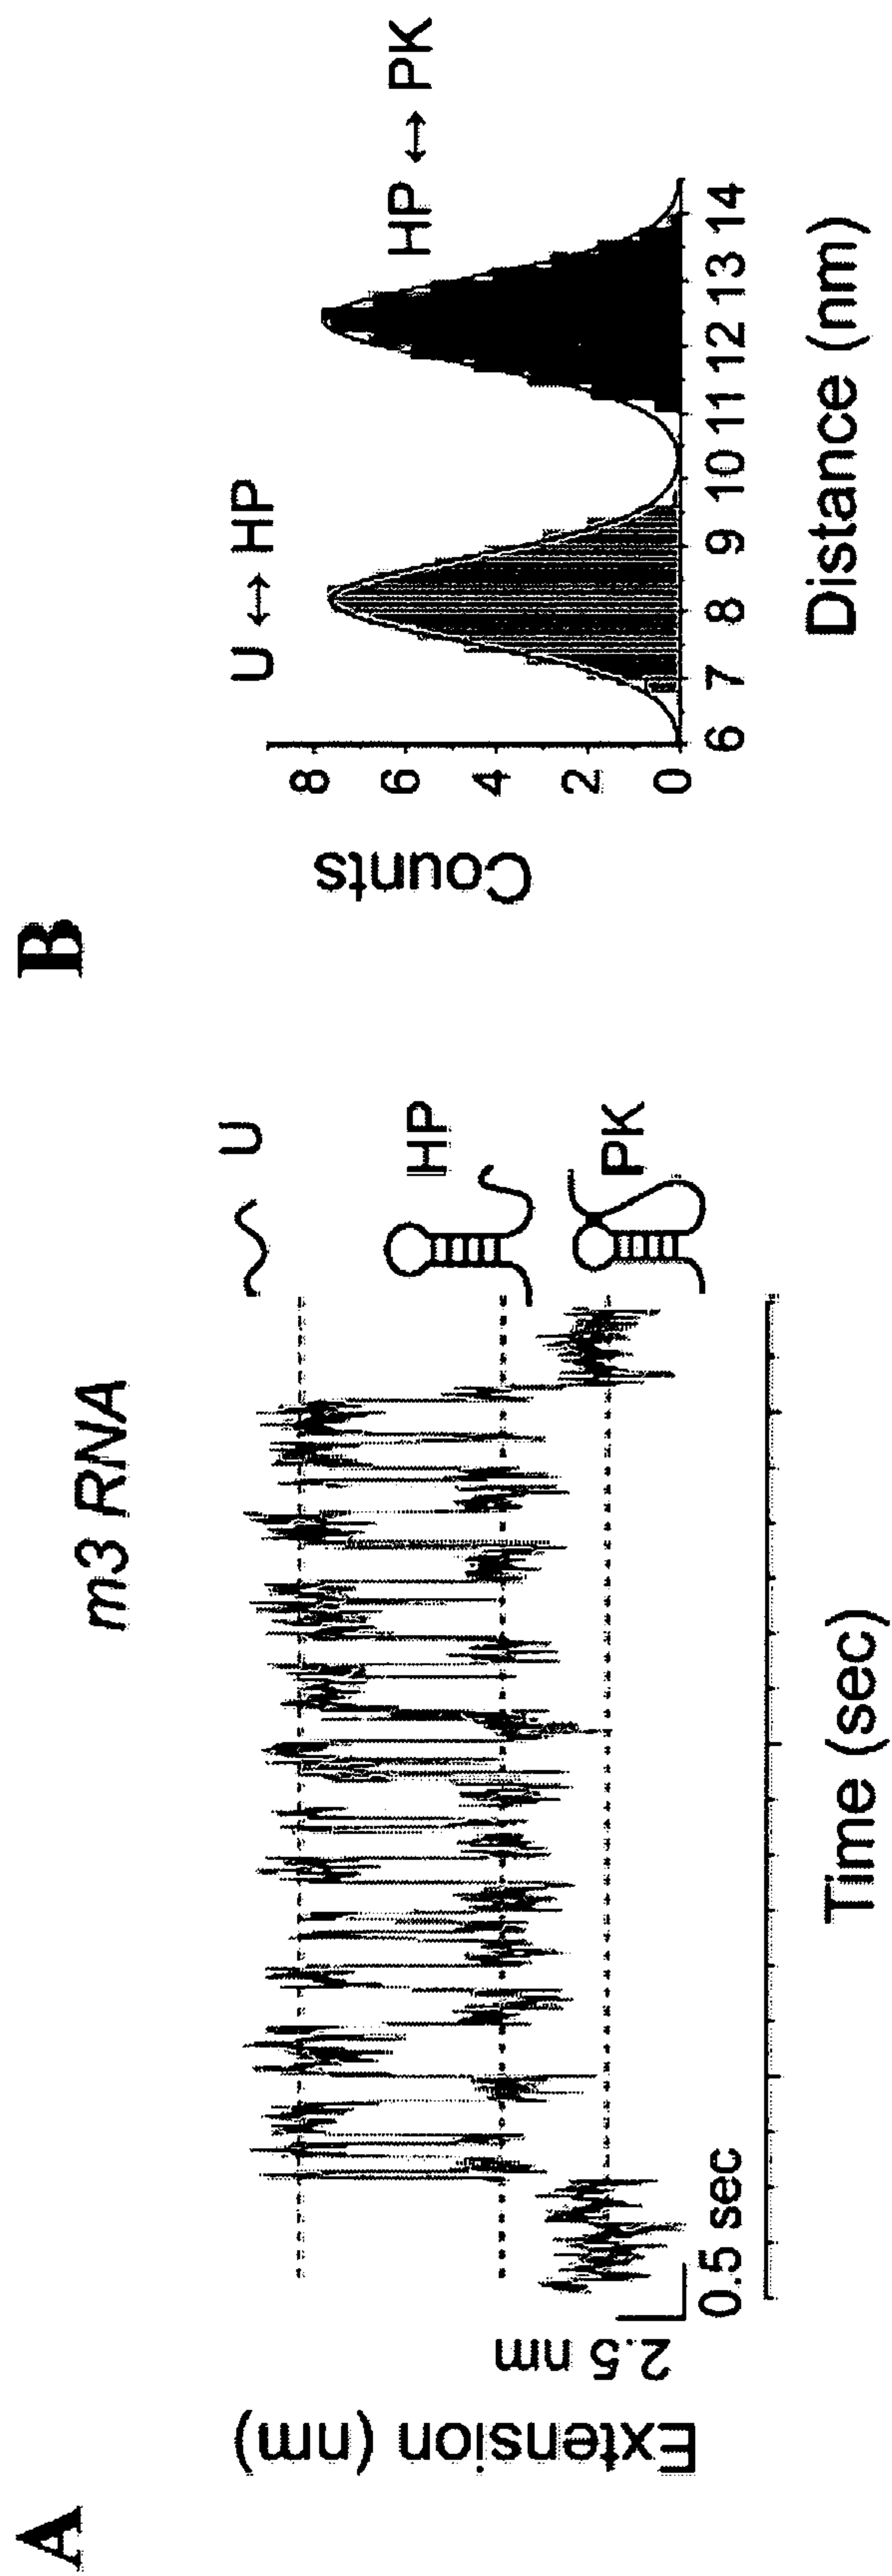 A
m3 RNA
Extension (nm)
2.5 nm
0.5 sec
U
HP
PK
Time (sec)
B
U ↔ HP
HP ↔ PK
Counts
8
6
4
2
0
6 7 8 9 10 11 12 13 14
Distance (nm)